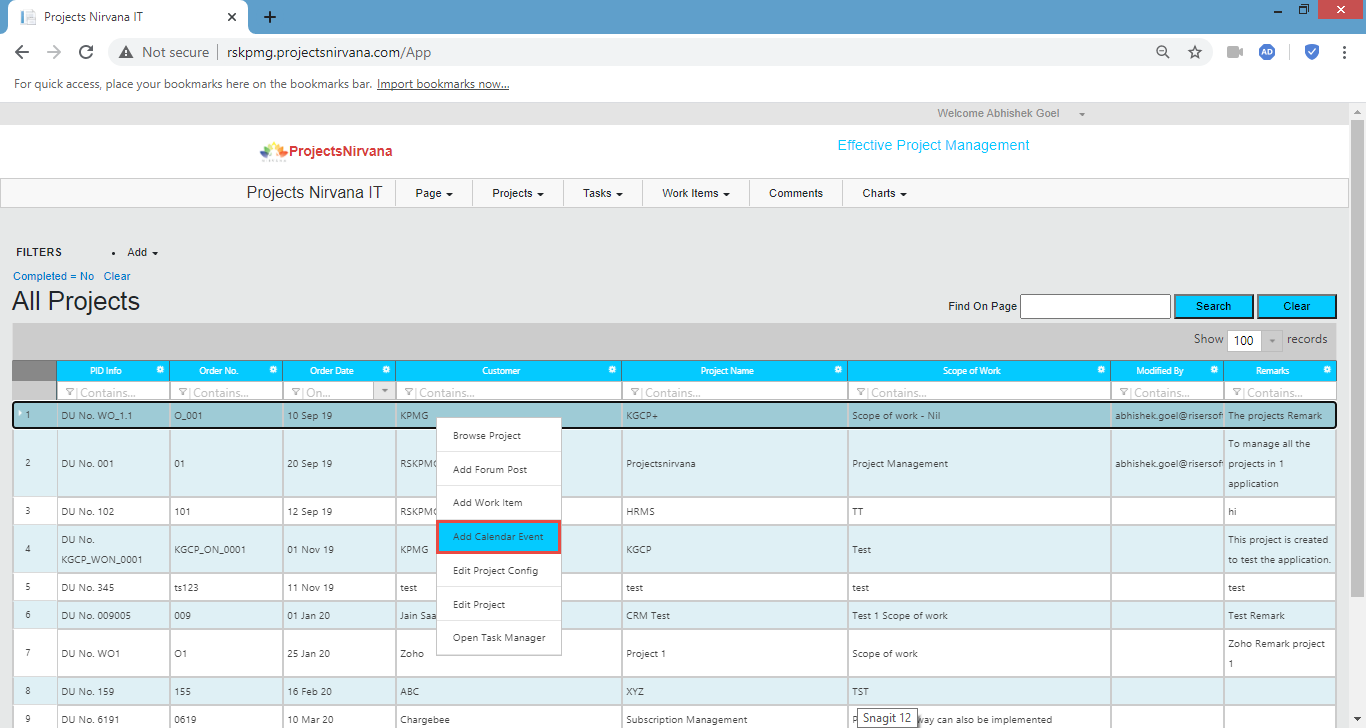 Projects Nirvana IT
Not secure rskpmg.projectsnirvana.com/App AD
For quick access, place your bookmarks here on the bookmarks bar. Import bookmarks now...
Welcome Abhishek Goel
ProjectsNirvana Effective Project Management
Projects Nirvana IT Page Projects Tasks Work Items Comments Charts
FILTERS Add
Completed = No Clear
All Projects Find On Page Search Clear
Show 100 records
PID Info Order No. Order Date Customer Project Name Scope of Work Modified By Remarks
Contains... Contains... On... Contains... Contains... Contains... Contains... Contains...
1 DU No. WO_1.1 O_001 10 Sep 19 KPMG KGCP+ Scope of work - Nil abhishek.goel@risersoft The projects Remark
2 DU No. 001 01 20 Sep 19 RSKPMG Projectsnirvana Project Management abhishek.goel@risersoft To manage all the
projects in 1
application
3 DU No. 102 101 12 Sep 19 RSKPMG HRMS TT hi
4 DU No.
KGCP_WON_0001 KGCP_ON_0001 01 Nov 19 KPMG KGCP Test This project is created
to test the application.
5 DU No. 345 ts123 11 Nov 19 test test test test
6 DU No. 009005 009 01 Jan 20 Jain Saa CRM Test Test 1 Scope of work Test Remark
7 DU No. WO1 O1 25 Jan 20 Zoho Project 1 Scope of work Zoho Remark project
1
8 DU No. 159 155 16 Feb 20 ABC XYZ TST
9 DU No. 6191 0619 10 Mar 20 Chargebee Subscription Management way can also be implemented
Browse Project
Add Forum Post
Add Work Item
Add Calendar Event
Edit Project Config
Edit Project
Open Task Manager
Snagit 12